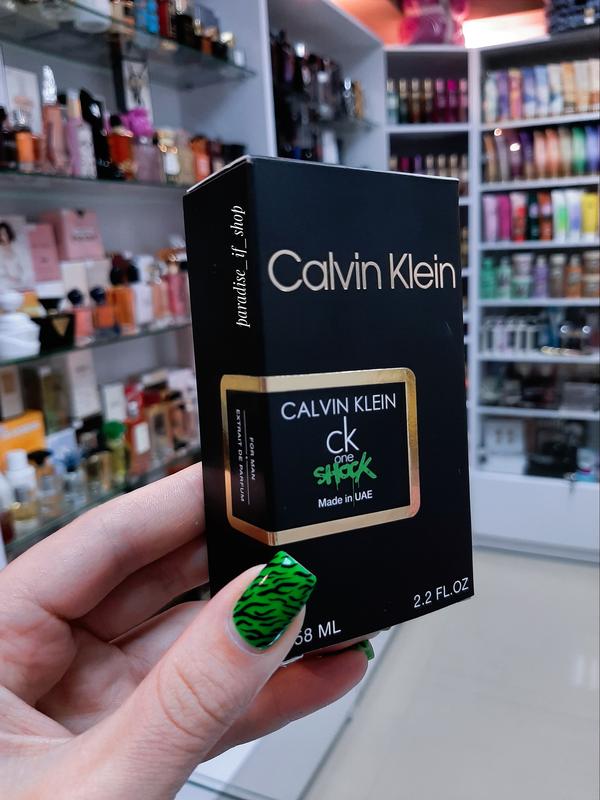 paradise_if_shop
Calvin Klein
CALVIN KLEIN
ck
one
SHOCK
Made in UAE
FOR MAN
EXTRAIT DE PARFUM
68 ML
2.2 FL.OZ